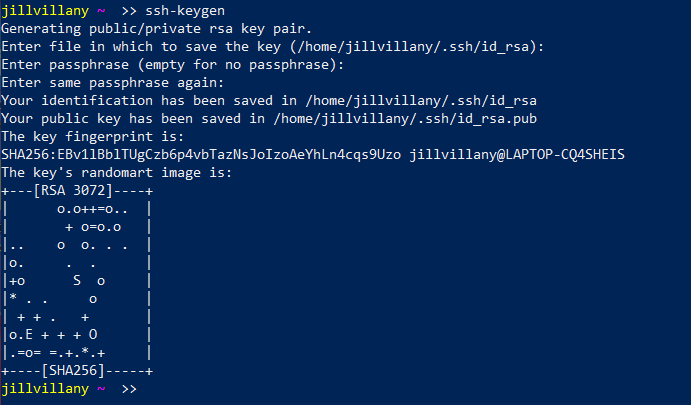 jillvillany ~  >> ssh-keygen
Generating public/private rsa key pair.
Enter file in which to save the key (/home/jillvillany/.ssh/id_rsa):
Enter passphrase (empty for no passphrase):
Enter same passphrase again:
Your identification has been saved in /home/jillvillany/.ssh/id_rsa
Your public key has been saved in /home/jillvillany/.ssh/id_rsa.pub
The key fingerprint is:
SHA256:EBv1lBblTUgCzb6p4vbTazNsJoIzoAeYhLn4cqs9Uzo jillvillany@LAPTOP-CQ4SHEIS
The key's randomart image is:
+---[RSA 3072]----+
|      o.o++=o..  |
|       + o=o.o   |
|..    o  o. . .  |
|o.     .  .      |
|+o      S  o     |
|* . .     o      |
| + + .   +       |
|o.E + + + O      |
|.=o= =.+.*.+     |
+----[SHA256]-----+
jillvillany ~  >>